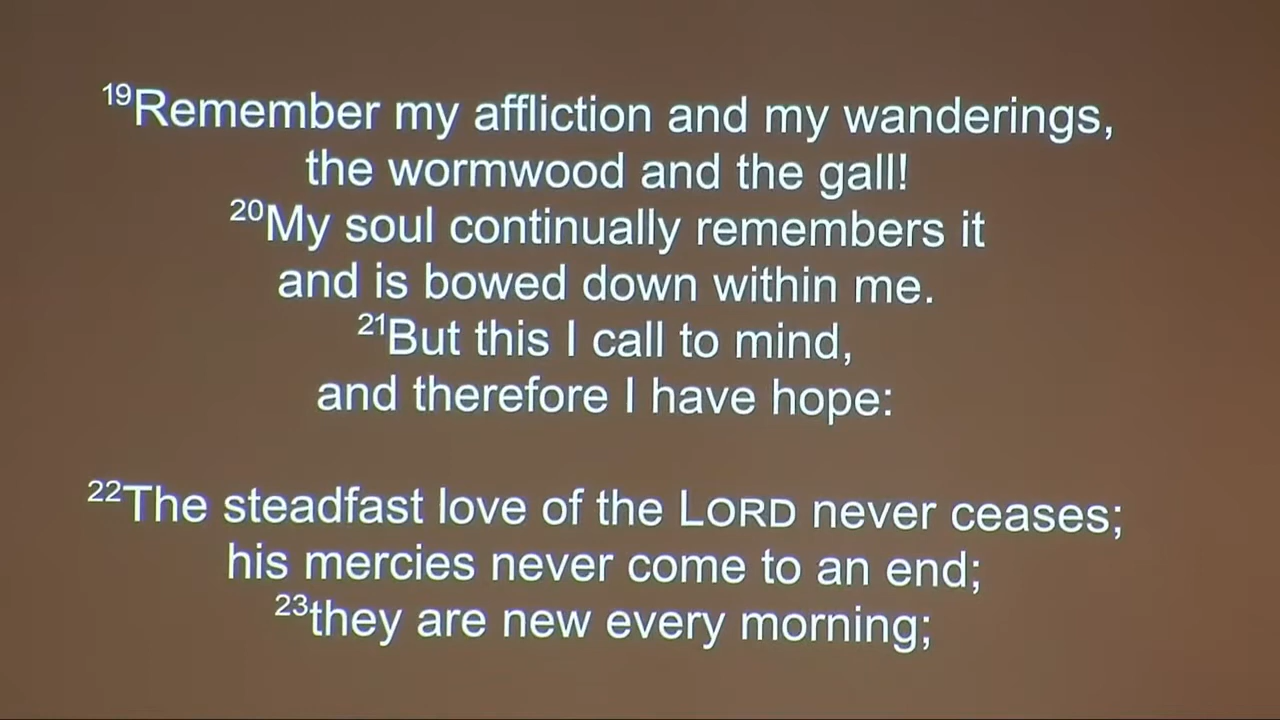 19Remember my affliction and my wanderings,
the wormwood and the gall!
20My soul continually remembers it
and is bowed down within me.
21But this I call to mind,
and therefore I have hope:
22The steadfast love of the LORD never ceases;
his mercies never come to an end;
23they are new every morning;